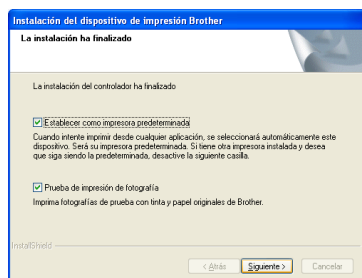 Instalación del dispositivo de impresión Brother
La instalación ha finalizado
La instalación del controlador ha finalizado
Establecer como impresora predeterminada
Cuando intente imprimir desde cualquier aplicación, se seleccionará automáticamente este
dispositivo. Será su impresora predeterminada. Si tiene otra impresora instalada y desea
que siga siendo la predeterminada, desactive la siguiente casilla.
Prueba de impresión de fotografía
Imprima fotografías de prueba con tinta y papel originales de Brother.
InstallShield
< Atrás Siguiente > Cancelar